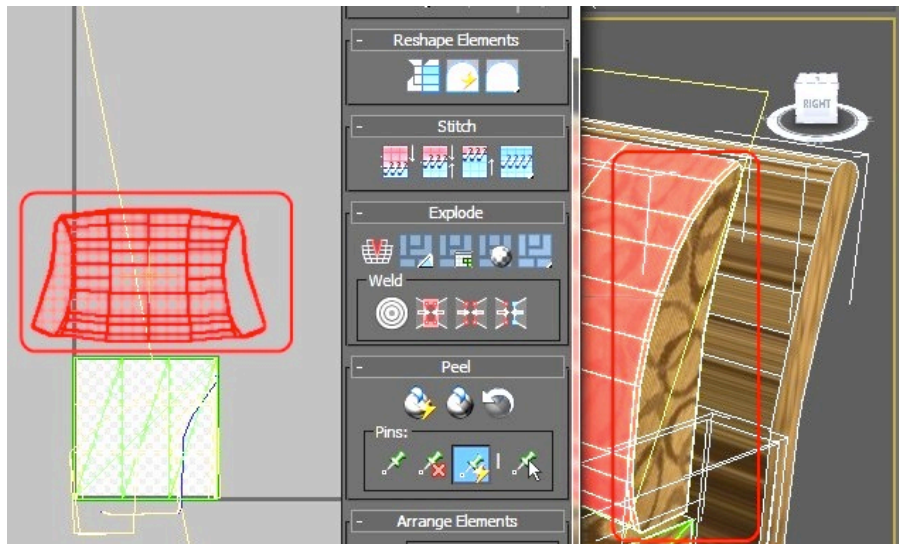 Reshape Elements
Stitch
Explode
Weld
Peel
Pins:
Arrange Elements
RIGHT